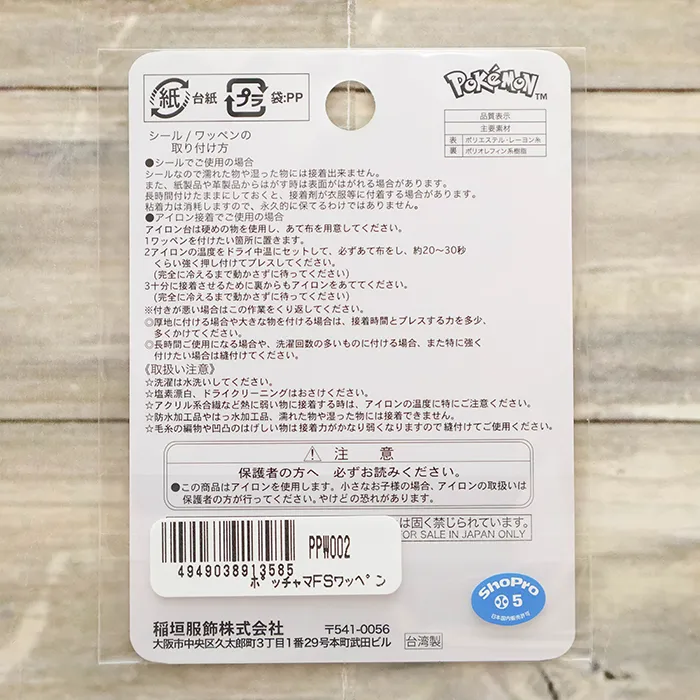 紙 台紙 プラ 袋:PP
POKéMON TM
品質表示
主要素材
表 ポリエステル・レーヨン糸
裏 ポリオレフィン系樹脂
シール/ワッペンの
取り付け方
●シールでご使用の場合
シールなので濡れた物や湿った物には接着出来ません。
また、紙製品や革製品からはがす時は表面がはがれる場合があります。
長時間付けたままにしておくと、接着剤が衣服等に付着する場合があります。
粘着力は消耗しますので、永久的に保てるわけではありません。
●アイロン接着でご使用の場合
アイロン台は硬めの物を使用し、あて布を用意してください。
1ワッペンを付けたい箇所に置きます。
2アイロンの温度をドライ中温にセットして、必ずあて布をし、約20〜30秒
くらい強く押し付けてプレスしてください。
(完全に冷えるまで動かさずに待ってください)
3十分に接着させるために裏からもアイロンをあててください。
(完全に冷えるまで動かさずに待ってください)
※付きが悪い場合はこの作業をくり返してください。
◎厚地に付ける場合や大きな物を付ける場合は、接着時間とプレスする力を多少、
多くかけてください。
◎長時間ご使用になる場合や、洗濯回数の多いものに付ける場合、また特に強く
付けたい場合は縫付けてください。
《取扱い注意》
☆洗濯は水洗いしてください。
☆塩素漂白、ドライクリーニングはおさけください。
☆アクリル系合繊など熱に弱い物に接着する時は、アイロンの温度に特にご注意ください。
☆防水加工品やはっ水加工品、濡れた物や湿った物には接着できません。
☆毛糸の編物や凹凸のはげしい物は接着力がかなり弱くなりますので縫付けてご使用ください。
⚠ 注意
保護者の方へ 必ずお読みください。
●この商品はアイロンを使用します。小さなお子様の場合、アイロンの取扱いは
保護者の方が行ってください。やけどの恐れがあります。
は固く禁じられています。
FOR SALE IN JAPAN ONLY
PPW002
4949038913585
ポッチャマFSワッペン
ShoPro
5
日本国内販売許可
稲垣服飾株式会社 〒541-0056
大阪市中央区久太郎町3丁目1番29号本町武田ビル 台湾製